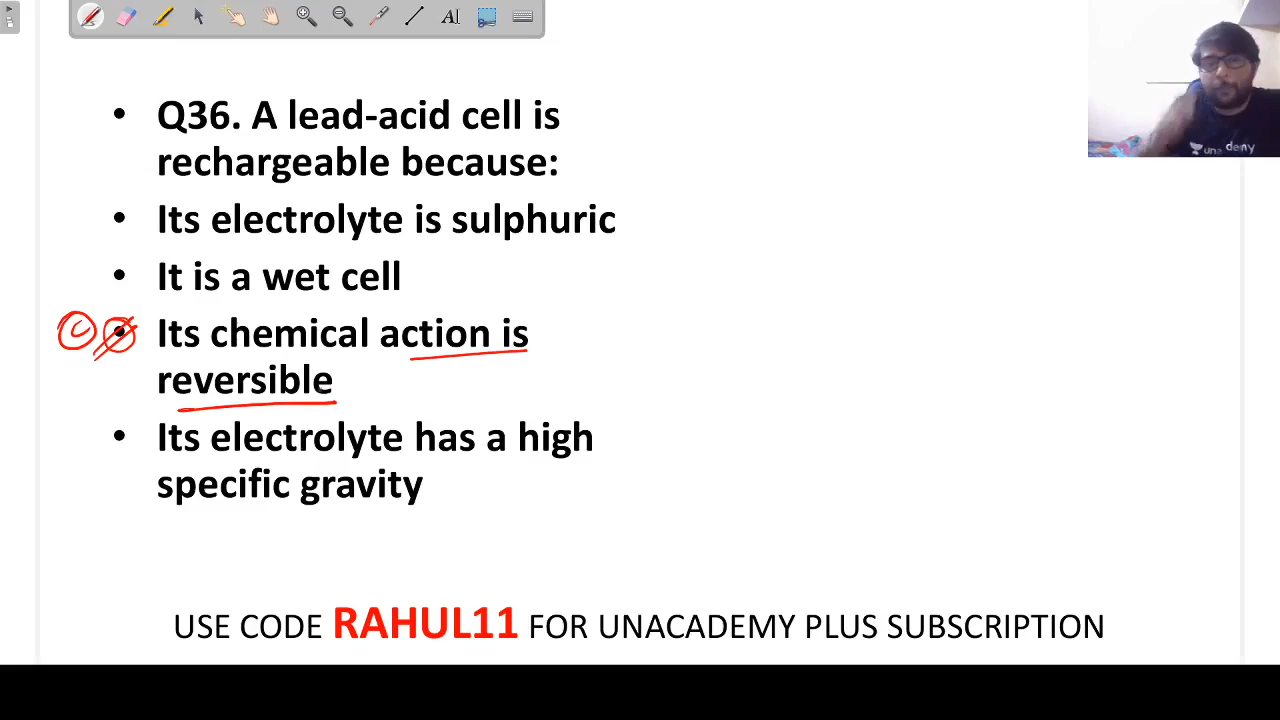 • Q36. A lead-acid cell is
rechargeable because:
• Its electrolyte is sulphuric
• It is a wet cell
C • Its chemical action is
reversible
• Its electrolyte has a high
specific gravity
USE CODE RAHUL11 FOR UNACADEMY PLUS SUBSCRIPTION